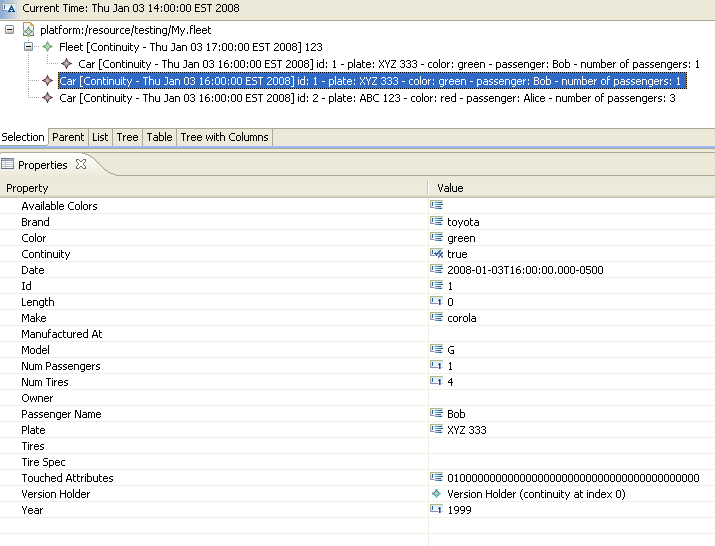 Current Time: Thu Jan 03 14:00:00 EST 2008
platform:/resource/testing/My.fleet
Fleet [Continuity - Thu Jan 03 17:00:00 EST 2008] 123
Car [Continuity - Thu Jan 03 16:00:00 EST 2008] id: 1 - plate: XYZ 333 - color: green - passenger: Bob - number of passengers: 1
Car [Continuity - Thu Jan 03 16:00:00 EST 2008] id: 1 - plate: XYZ 333 - color: green - passenger: Bob - number of passengers: 1
Car [Continuity - Thu Jan 03 16:00:00 EST 2008] id: 2 - plate: ABC 123 - color: red - passenger: Alice - number of passengers: 3
Selection Parent List Tree Table Tree with Columns
Properties
Property Value
Available Colors
Brand toyota
Color green
Continuity true
Date 2008-01-03T16:00:00.000-0500
Id 1
Length 0
Make corola
Manufactured At
Model G
Num Passengers 1
Num Tires 4
Owner
Passenger Name Bob
Plate XYZ 333
Tires
Tire Spec
Touched Attributes
Version Holder Version Holder (continuity at index 0)
Year 1999